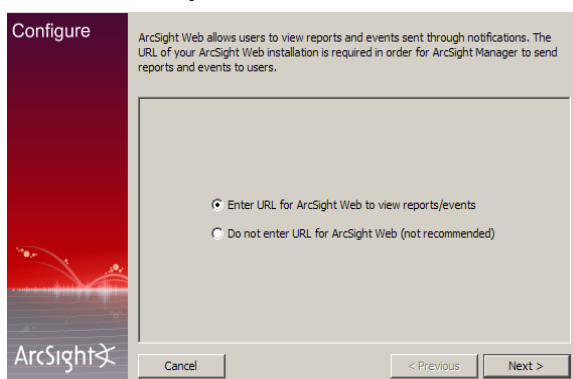 Configure
ArcSight Web allows users to view reports and events sent through notifications. The
URL of your ArcSight Web installation is required in order for ArcSight Manager to send
reports and events to users.
Enter URL for ArcSight Web to view reports/events
Do not enter URL for ArcSight Web (not recommended)
ArcSight
Cancel
< Previous
Next >